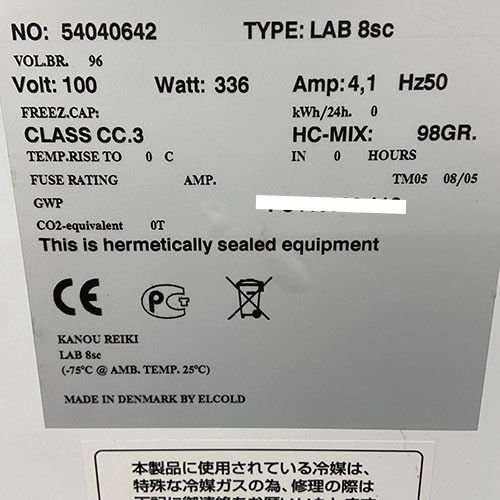 NO: 54040642 TYPE: LAB 8sc
VOL.BR. 96
Volt: 100 Watt: 336 Amp: 4,1 Hz50
FREEZ.CAP: kWh/24h. 0
CLASS CC.3 HC-MIX: 98GR.
TEMP.RISE TO 0 C IN 0 HOURS
FUSE RATING AMP. TM05 08/05
GWP
CO2-equivalent 0T
This is hermetically sealed equipment
CE PCT
KANOU REIKI
LAB 8sc
(-75°C @ AMB. TEMP. 25°C)
MADE IN DENMARK BY ELCOLD
本製品に使用されている冷媒は、
特殊な冷媒ガスの為、修理の際は